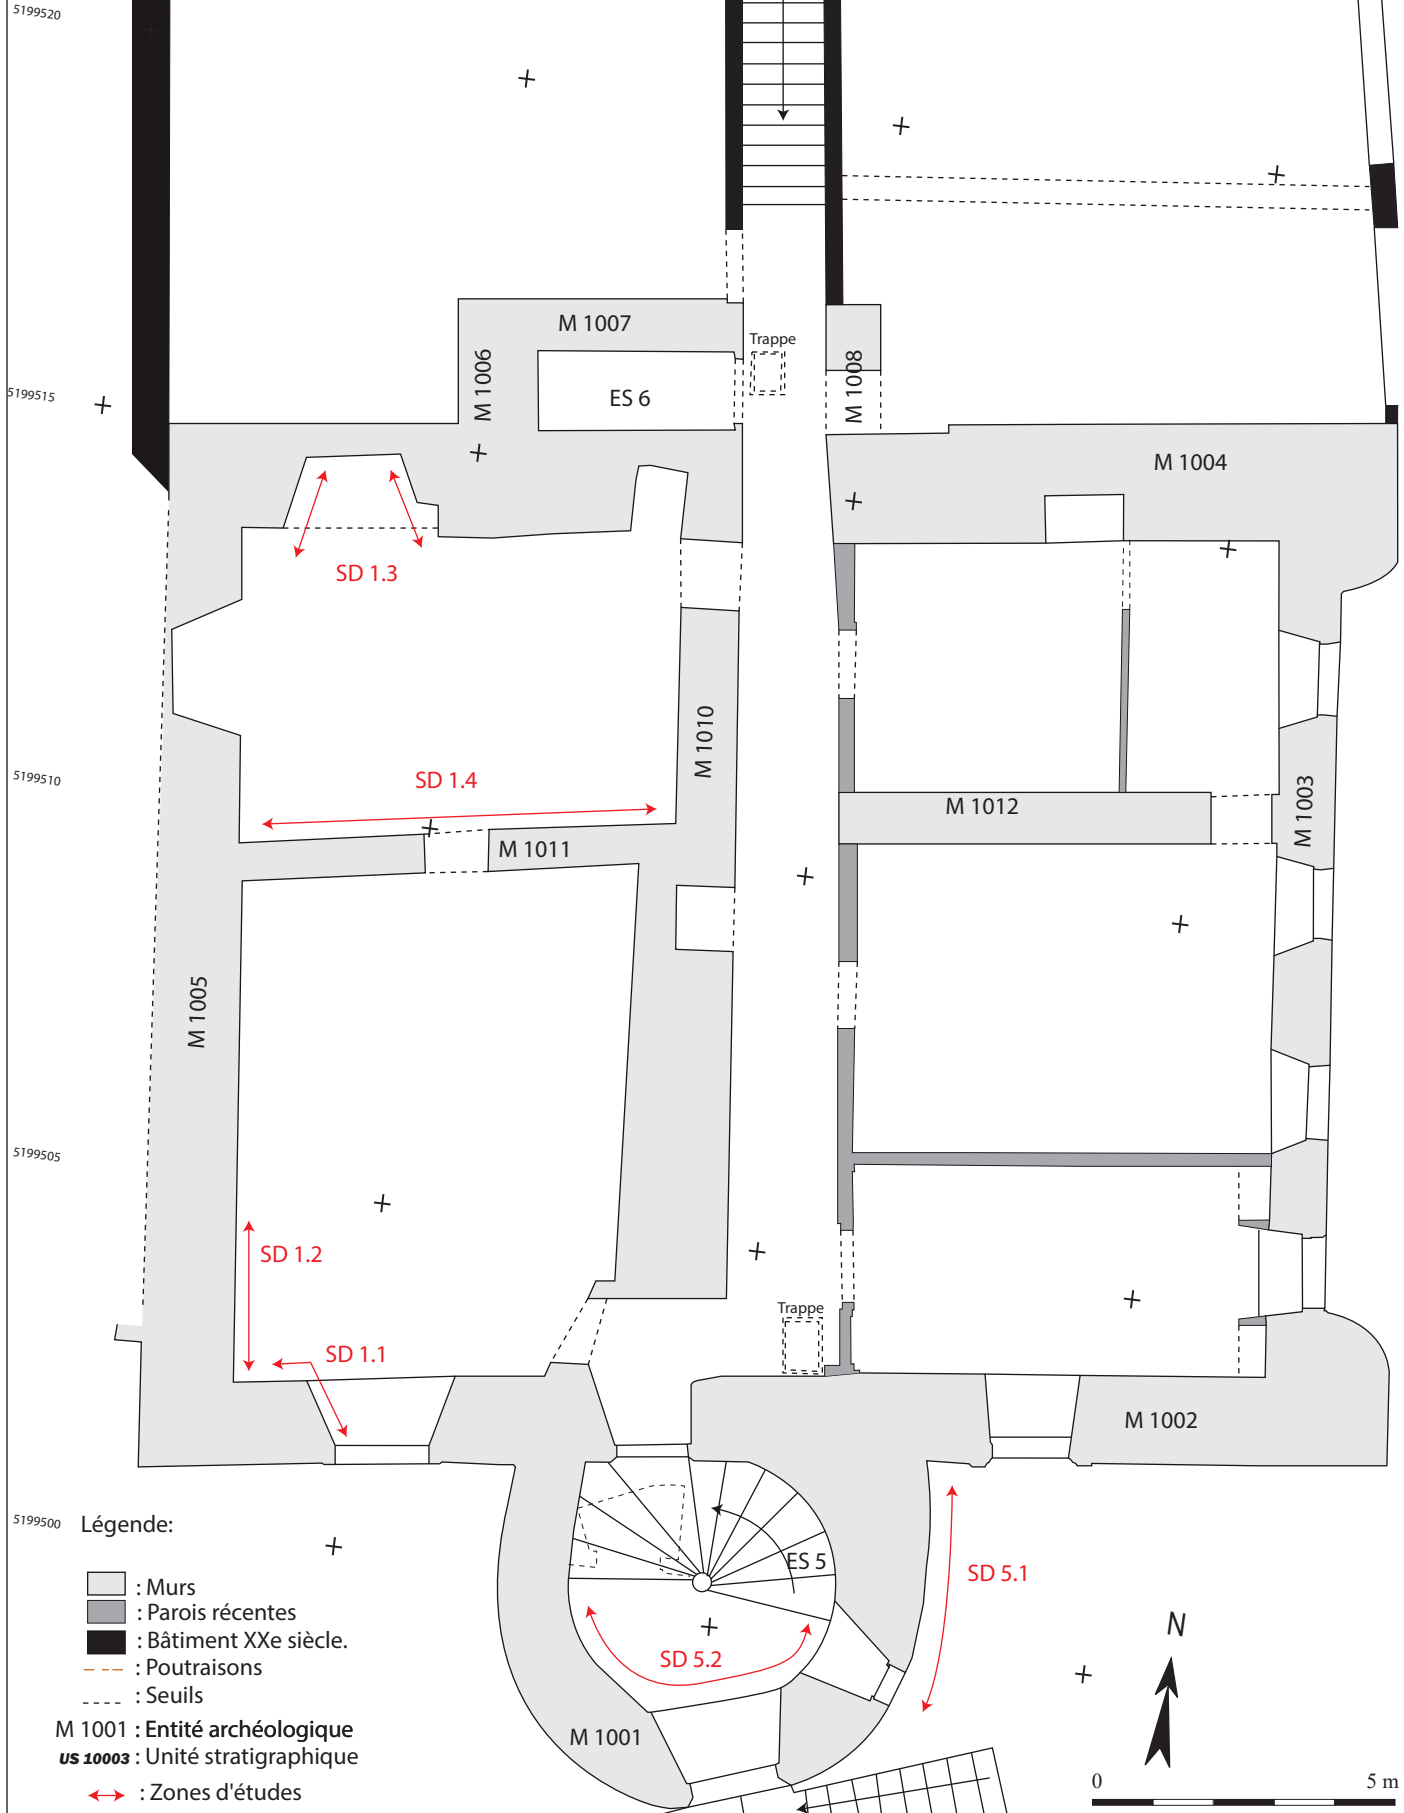 5199520
M 1007
Trappe
M 1006
M 1008
5199515
ES 6
M 1004
SD 1.3
M 1010
5199510
SD 1.4
M 1012
M 1003
M 1011
M 1005
5199505
SD 1.2
Trappe
SD 1.1
M 1002
5199500
Légende:
ES 5
SD 5.1
: Murs
: Parois récentes
N
: Bâtiment XXe siècle.
: Poutraisons
SD 5.2
: Seuils
M 1001 : Entité archéologique
M 1001
US 10003 : Unité stratigraphique
: Zones d'études
0 5 m